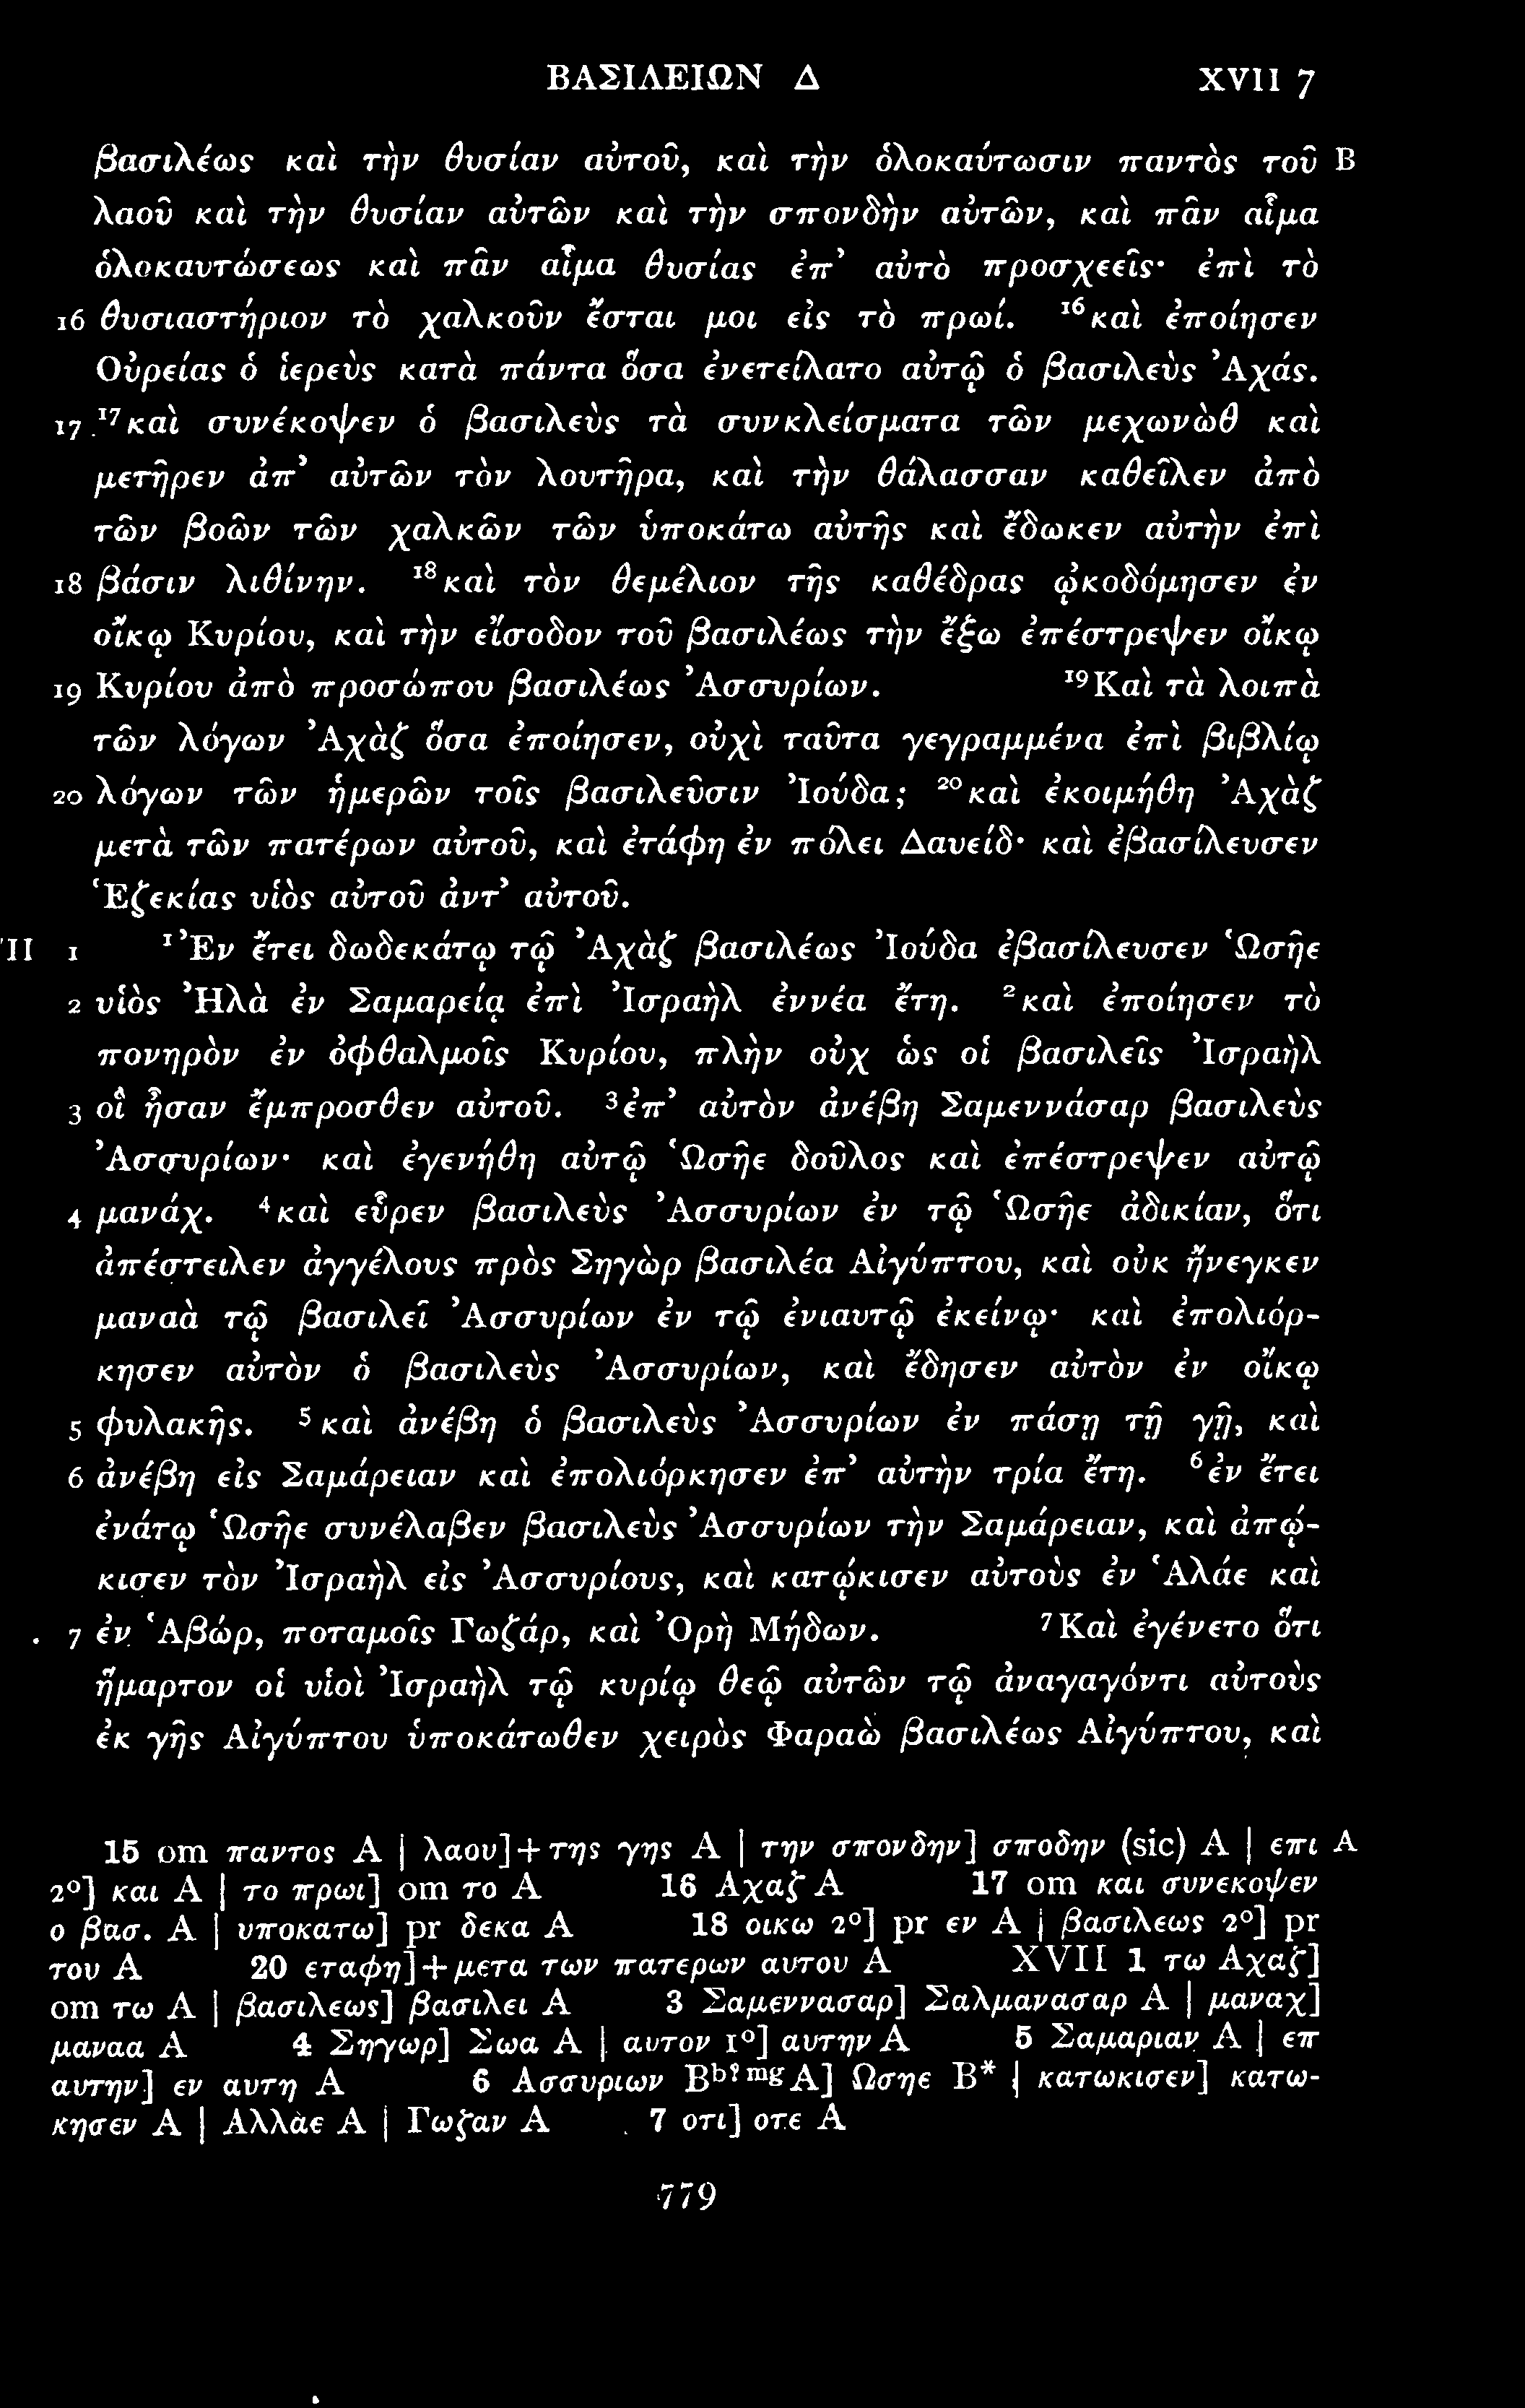 ΒΑΣΙΛΕΙΩΝ Δ XVII 7
βασιλέως καὶ τὴν θυσίαν αὐτοῦ, καὶ τὴν ὁλοκαύτωσιν παντὸς τοῦ B
λαοῦ καὶ τὴν θυσίαν αὐτῶν καὶ τὴν σπονδὴν αὐτῶν, καὶ πᾶν αἷμα
ὁλοκαυτώσεως καὶ πᾶν αἷμα θυσίας ἐπ᾽ αὐτὸ προσχεεῖς· ἐπὶ τὸ
16 θυσιαστήριον τὸ χαλκοῦν ἔσται μοι εἰς τὸ πρωί. ¹⁶καὶ ἐποίησεν
Οὐρείας ὁ ἱερεὺς κατὰ πάντα ὅσα ἐνετείλατο αὐτῷ ὁ βασιλεὺς Ἀχάς.
17 ¹⁷καὶ συνέκοψεν ὁ βασιλεὺς τὰ συνκλείσματα τῶν μεχωνὼθ καὶ
μετῆρεν ἀπ᾽ αὐτῶν τὸν λουτῆρα, καὶ τὴν θάλασσαν καθεῖλεν ἀπὸ
τῶν βοῶν τῶν χαλκῶν τῶν ὑποκάτω αὐτῆς καὶ ἔδωκεν αὐτὴν ἐπὶ
18 βάσιν λιθίνην. ¹⁸καὶ τὸν θεμέλιον τῆς καθέδρας ᾠκοδόμησεν ἐν
οἴκῳ Κυρίου, καὶ τὴν εἴσοδον τοῦ βασιλέως τὴν ἔξω ἐπέστρεψεν οἴκῳ
19 Κυρίου ἀπὸ προσώπου βασιλέως Ἀσσυρίων. ¹⁹Καὶ τὰ λοιπὰ
τῶν λόγων Ἀχὰζ ὅσα ἐποίησεν, οὐχὶ ταῦτα γεγραμμένα ἐπὶ βιβλίῳ
20 λόγων τῶν ἡμερῶν τοῖς βασιλεῦσιν Ἰούδα; ²⁰καὶ ἐκοιμήθη Ἀχὰζ
μετὰ τῶν πατέρων αὐτοῦ, καὶ ἐτάφη ἐν πόλει Δαυείδ· καὶ ἐβασίλευσεν
Ἑζεκίας υἱὸς αὐτοῦ ἀντ᾽ αὐτοῦ.
II 1 ¹Ἐν ἔτει δωδεκάτῳ τῷ Ἀχὰζ βασιλέως Ἰούδα ἐβασίλευσεν Ὡσῆε
2 υἱὸς Ἠλὰ ἐν Σαμαρείᾳ ἐπὶ Ἰσραὴλ ἐννέα ἔτη. ²καὶ ἐποίησεν τὸ
πονηρὸν ἐν ὀφθαλμοῖς Κυρίου, πλὴν οὐχ ὡς οἱ βασιλεῖς Ἰσραὴλ
3 οἳ ἦσαν ἔμπροσθεν αὐτοῦ. ³ἐπ᾽ αὐτὸν ἀνέβη Σαμεννάσαρ βασιλεὺς
Ἀσσυρίων· καὶ ἐγενήθη αὐτῷ Ὡσῆε δοῦλος καὶ ἐπέστρεψεν αὐτῷ
4 μανάχ. ⁴καὶ εὗρεν βασιλεὺς Ἀσσυρίων ἐν τῷ Ὡσῆε ἀδικίαν, ὅτι
ἀπέστειλεν ἀγγέλους πρὸς Σηγὼρ βασιλέα Αἰγύπτου, καὶ οὐκ ἤνεγκεν
μαναὰ τῷ βασιλεῖ Ἀσσυρίων ἐν τῷ ἐνιαυτῷ ἐκείνῳ· καὶ ἐπολιόρ-
κησεν αὐτὸν ὁ βασιλεὺς Ἀσσυρίων, καὶ ἔδησεν αὐτὸν ἐν οἴκῳ
5 φυλακῆς. ⁵καὶ ἀνέβη ὁ βασιλεὺς Ἀσσυρίων ἐν πάσῃ τῇ γῇ, καὶ
6 ἀνέβη εἰς Σαμάρειαν καὶ ἐπολιόρκησεν ἐπ᾽ αὐτὴν τρία ἔτη. ⁶ἐν ἔτει
ἐνάτῳ Ὡσῆε συνέλαβεν βασιλεὺς Ἀσσυρίων τὴν Σαμάρειαν, καὶ ἀπῴ-
κισεν τὸν Ἰσραὴλ εἰς Ἀσσυρίους, καὶ κατῴκισεν αὐτοὺς ἐν Ἁλάε καὶ
7 ἐν Ἁβώρ, ποταμοῖς Γωζάρ, καὶ Ὀρὴ Μήδων. ⁷Καὶ ἐγένετο ὅτι
ἥμαρτον οἱ υἱοὶ Ἰσραὴλ τῷ κυρίῳ θεῷ αὐτῶν τῷ ἀναγαγόντι αὐτοὺς
ἐκ γῆς Αἰγύπτου ὑποκάτωθεν χειρὸς Φαραὼ βασιλέως Αἰγύπτου, καὶ
15 om παντος A | λαου]+της γης A | την σπονδην] σποδην (sic) A | επι A
2°] και A | το πρωι] om το A 16 Αχαζ A 17 om και συνεκοψεν
ο βασ. A | υποκατω] pr δεκα A 18 οικω 2°] pr εν A | βασιλεως 2°] pr
του A 20 εταφη]+μετα των πατερων αυτου A XVII 1 τω Αχαζ]
om τω A | βασιλεως] βασιλει A 3 Σαμεννασαρ] Σαλμανασαρ A | μαναχ]
μαναα A 4 Σηγωρ] Σωα A | αυτον 1°] αυτην A 5 Σαμαριαν A | επ
αυτην] εν αυτη A 6 Ασσυριων Bᵇ?ᵐᵍA] Ωσηε B* | κατωκισεν] κατω-
κησεν A | Αλλαε A | Γωζαν A 7 οτι] οτε A
779